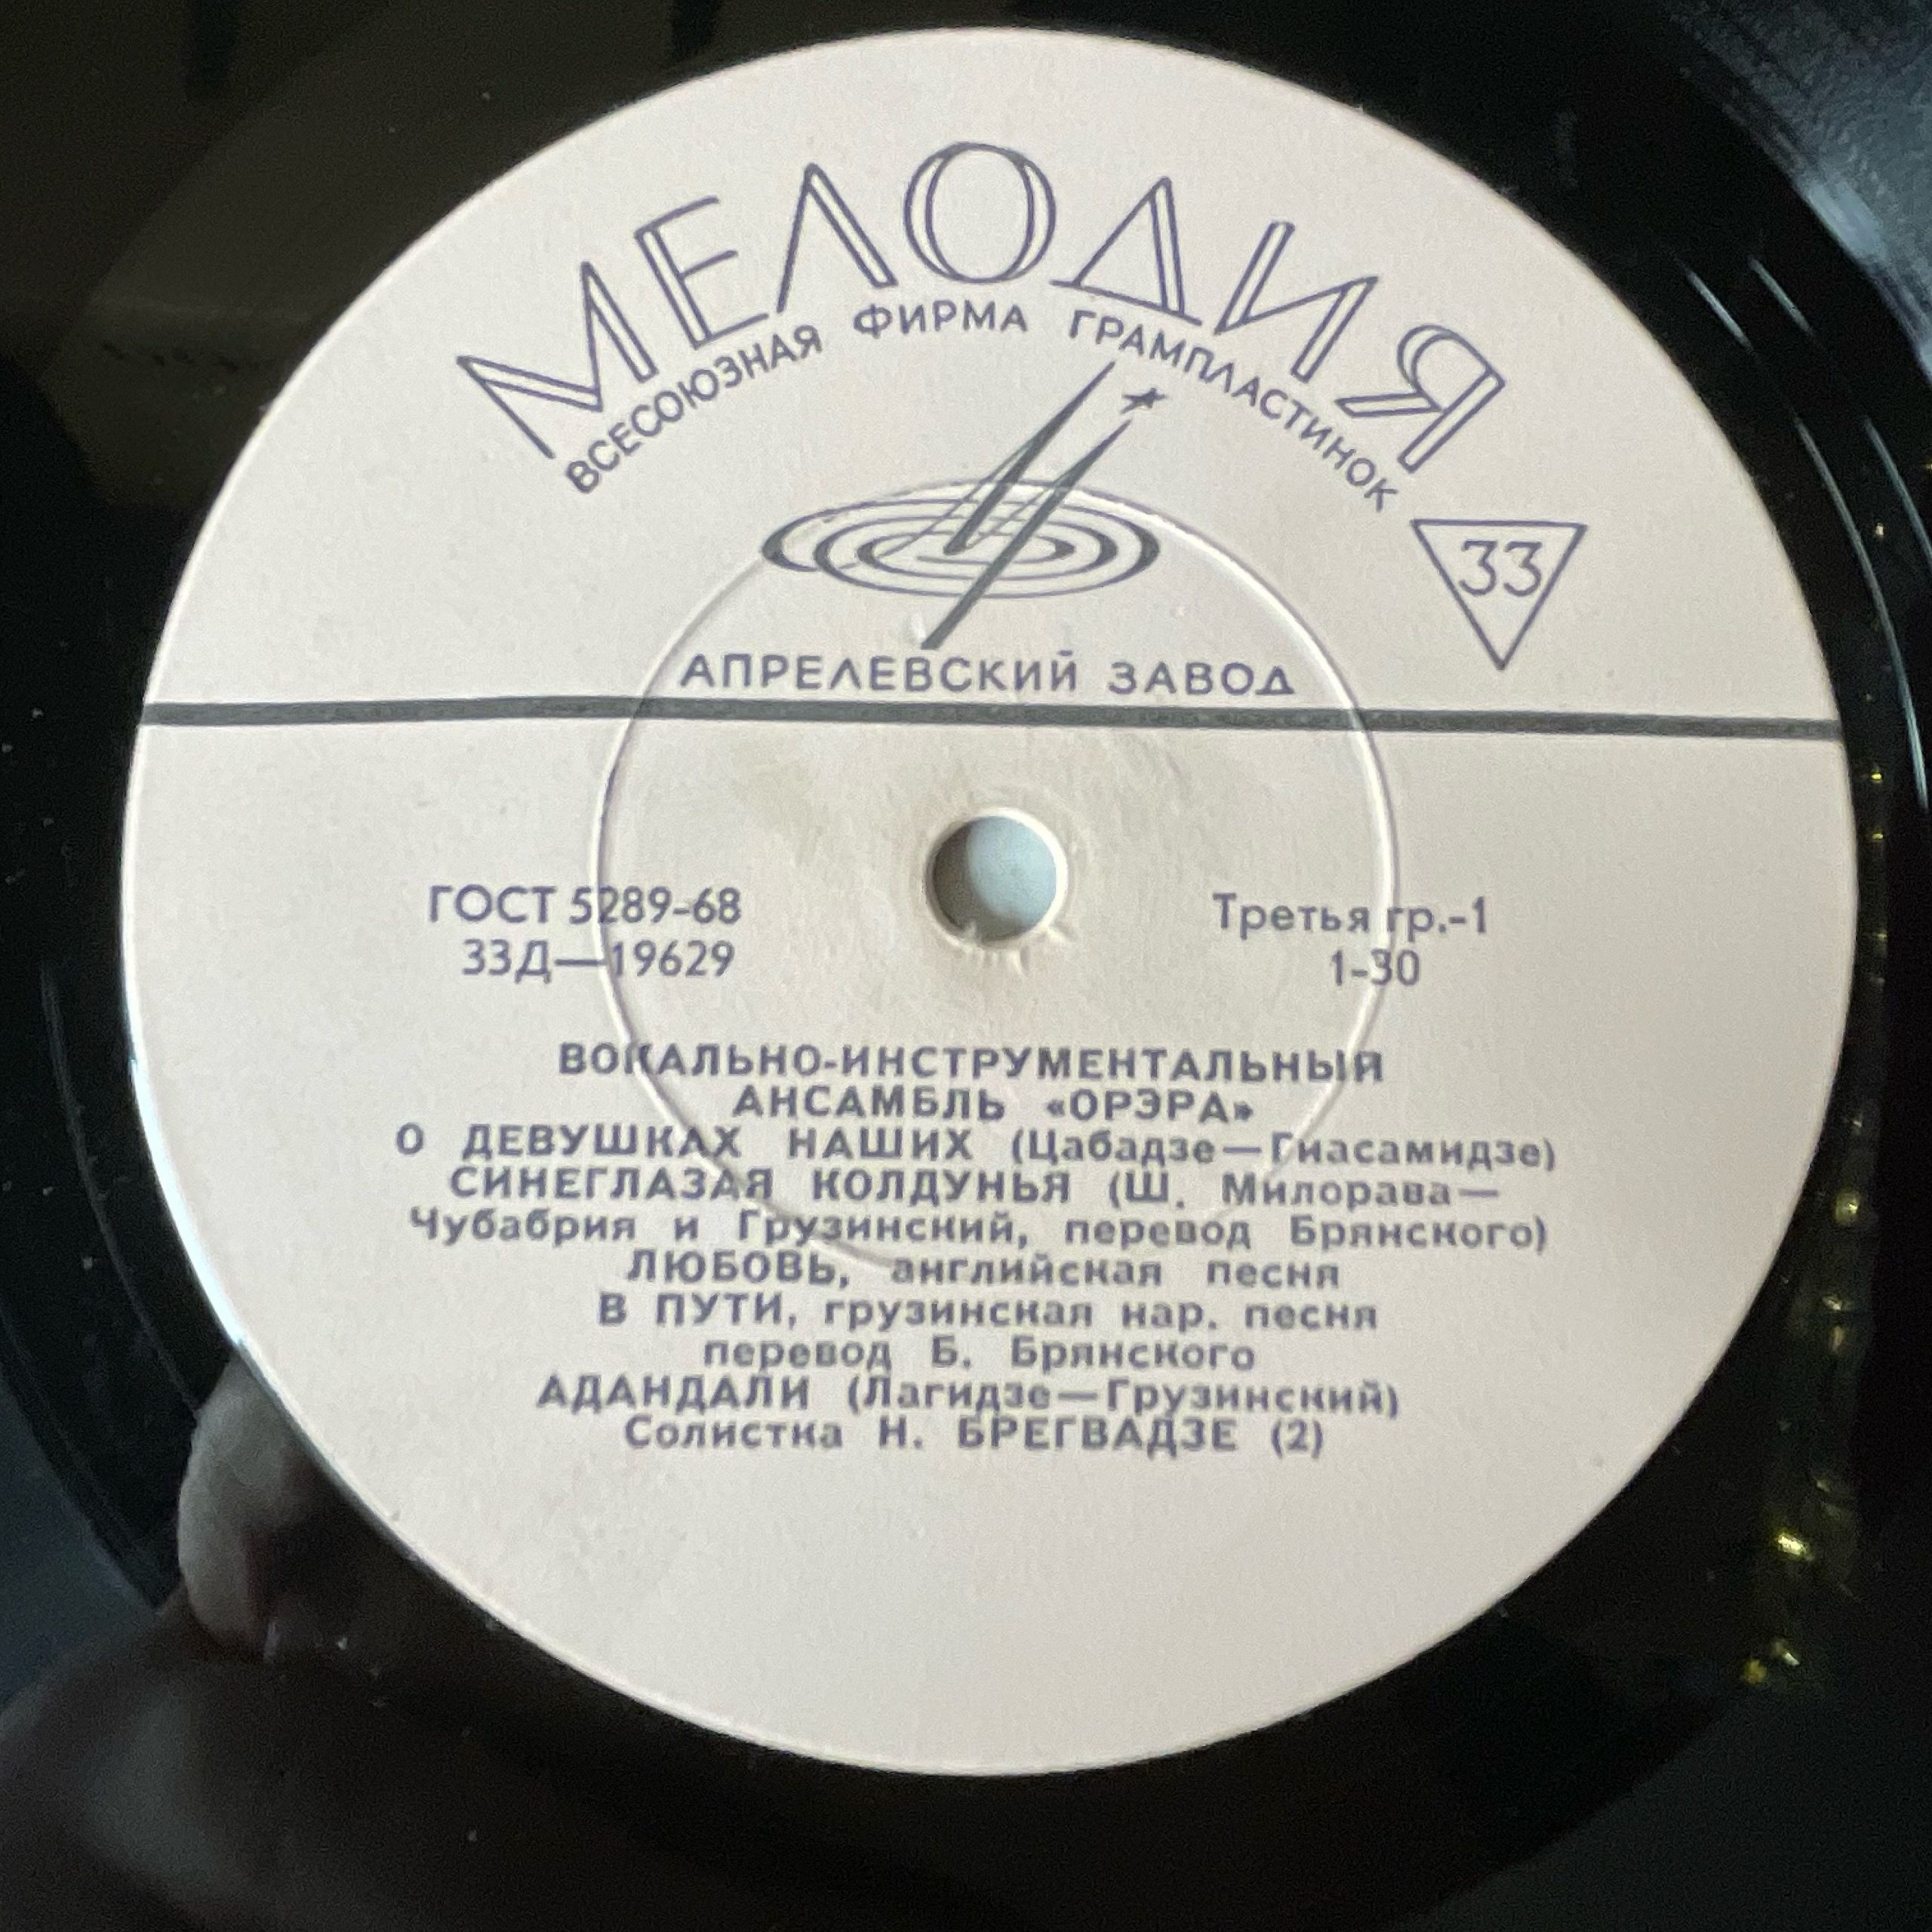 МЕЛОДИЯ
ВСЕСОЮЗНАЯ ФИРМА ГРАМПЛАСТИНОК
33
АПРЕЛЕВСКИЙ ЗАВОД
ГОСТ 5289-68
33Д—19629
Третья гр.-1
1-30
ВОКАЛЬНО-ИНСТРУМЕНТАЛЬНЫЙ
АНСАМБЛЬ «ОРЭРА»
О ДЕВУШКАХ НАШИХ (Цабадзе—Гиасамидзе)
СИНЕГЛАЗАЯ КОЛДУНЬЯ (Ш. Милорава—
Чубабрия и Грузинский, перевод Брянского)
ЛЮБОВЬ, английская песня
В ПУТИ, грузинская нар. песня
перевод Б. Брянского
АДАНДАЛИ (Лагидзе—Грузинский)
Солистка Н. БРЕГВАДЗЕ (2)